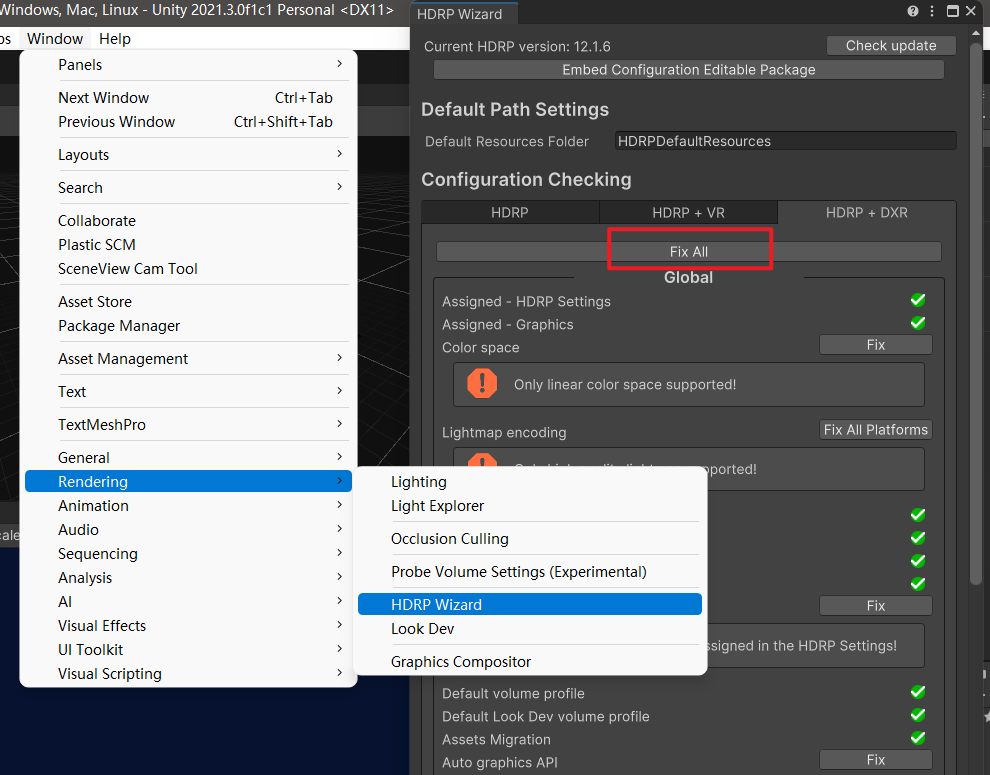 Windows, Mac, Linux - Unity 2021.3.0f1c1 Personal <DX11>
Window Help
Panels
Next Window Ctrl+Tab
Previous Window Ctrl+Shift+Tab
Layouts
Search
Collaborate
Plastic SCM
SceneView Cam Tool
Asset Store
Package Manager
Asset Management
Text
TextMeshPro
General
Rendering
Animation
Audio
Sequencing
Analysis
AI
Visual Effects
UI Toolkit
Visual Scripting
Lighting
Light Explorer
Occlusion Culling
Probe Volume Settings (Experimental)
HDRP Wizard
Look Dev
Graphics Compositor
HDRP Wizard
Current HDRP version: 12.1.6
Check update
Embed Configuration Editable Package
Default Path Settings
Default Resources Folder HDRPDefaultResources
Configuration Checking
HDRP HDRP + VR HDRP + DXR
Fix All
Global
Assigned - HDRP Settings
Assigned - Graphics
Color space Fix
Only linear color space supported!
Lightmap encoding Fix All Platforms
Fix
ssigned in the HDRP Settings!
Default volume profile
Default Look Dev volume profile
Assets Migration
Auto graphics API Fix